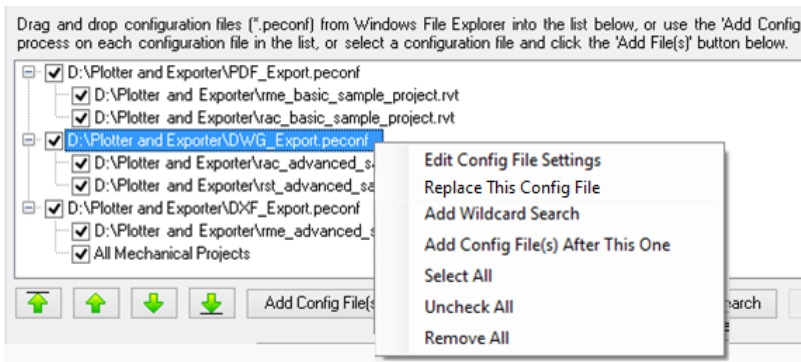 Drag and drop configuration files (*.peconf) from Windows File Explorer into the list below, or use the 'Add Config
process on each configuration file in the list, or select a configuration file and click the 'Add File(s)' button below.
D:\Plotter and Exporter\PDF_Export.peconf
D:\Plotter and Exporter\rme_basic_sample_project.rvt
D:\Plotter and Exporter\rac_basic_sample_project.rvt
D:\Plotter and Exporter\DWG_Export.peconf
D:\Plotter and Exporter\rac_advanced_sa
D:\Plotter and Exporter\rst_advanced_sa
D:\Plotter and Exporter\DXF_Export.peconf
D:\Plotter and Exporter\rme_advanced_s
All Mechanical Projects
Edit Config File Settings
Replace This Config File
Add Wildcard Search
Add Config File(s) After This One
Select All
Uncheck All
Remove All
Add Config File(s
earch